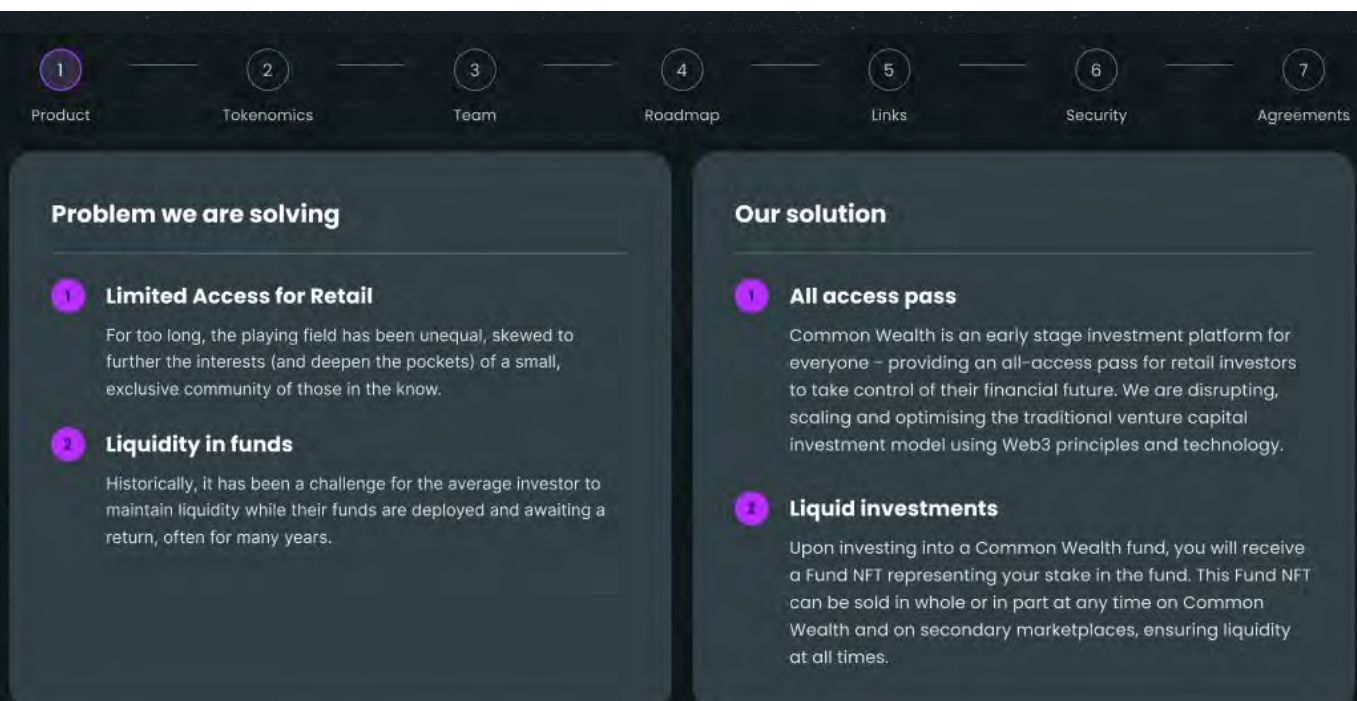 1
2
3
4
5
6
7
Product
Tokenomics
Team
Roadmap
Links
Security
Agreements
Problem we are solving
1
Limited Access for Retail
For too long, the playing field has been unequal, skewed to
further the interests (and deepen the pockets) of a small,
exclusive community of those in the know.
2
Liquidity in funds
Historically, it has been a challenge for the average investor to
maintain liquidity while their funds are deployed and awaiting a
return, often for many years.
Our solution
1
All access pass
Common Wealth is an early stage investment platform for
everyone - providing an all-access pass for retail investors
to take control of their financial future. We are disrupting,
scaling and optimising the traditional venture capital
investment model using Web3 principles and technology.
2
Liquid investments
Upon investing into a Common Wealth fund, you will receive
a Fund NFT representing your stake in the fund. This Fund NFT
can be sold in whole or in part at any time on Common
Wealth and on secondary marketplaces, ensuring liquidity
at all times.